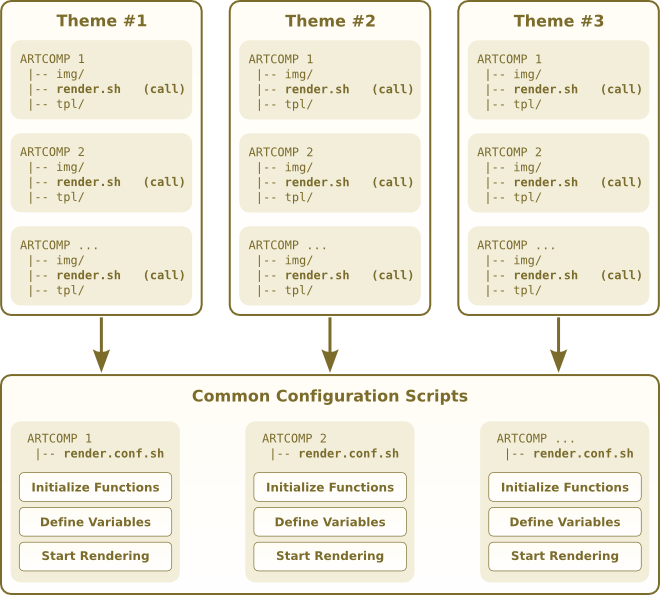 Theme #1
ARTCOMP 1
|-- img/
|-- render.sh (call)
|-- tpl/
ARTCOMP 2
|-- img/
|-- render.sh (call)
|-- tpl/
ARTCOMP ...
|-- img/
|-- render.sh (call)
|-- tpl/
Theme #2
ARTCOMP 1
|-- img/
|-- render.sh (call)
|-- tpl/
ARTCOMP 2
|-- img/
|-- render.sh (call)
|-- tpl/
ARTCOMP ...
|-- img/
|-- render.sh (call)
|-- tpl/
Theme #3
ARTCOMP 1
|-- img/
|-- render.sh (call)
|-- tpl/
ARTCOMP 2
|-- img/
|-- render.sh (call)
|-- tpl/
ARTCOMP ...
|-- img/
|-- render.sh (call)
|-- tpl/
Common Configuration Scripts
ARTCOMP 1
|-- render.conf.sh
Initialize Functions
Define Variables
Start Rendering
ARTCOMP 2
|-- render.conf.sh
Initialize Functions
Define Variables
Start Rendering
ARTCOMP ...
|-- render.conf.sh
Initialize Functions
Define Variables
Start Rendering